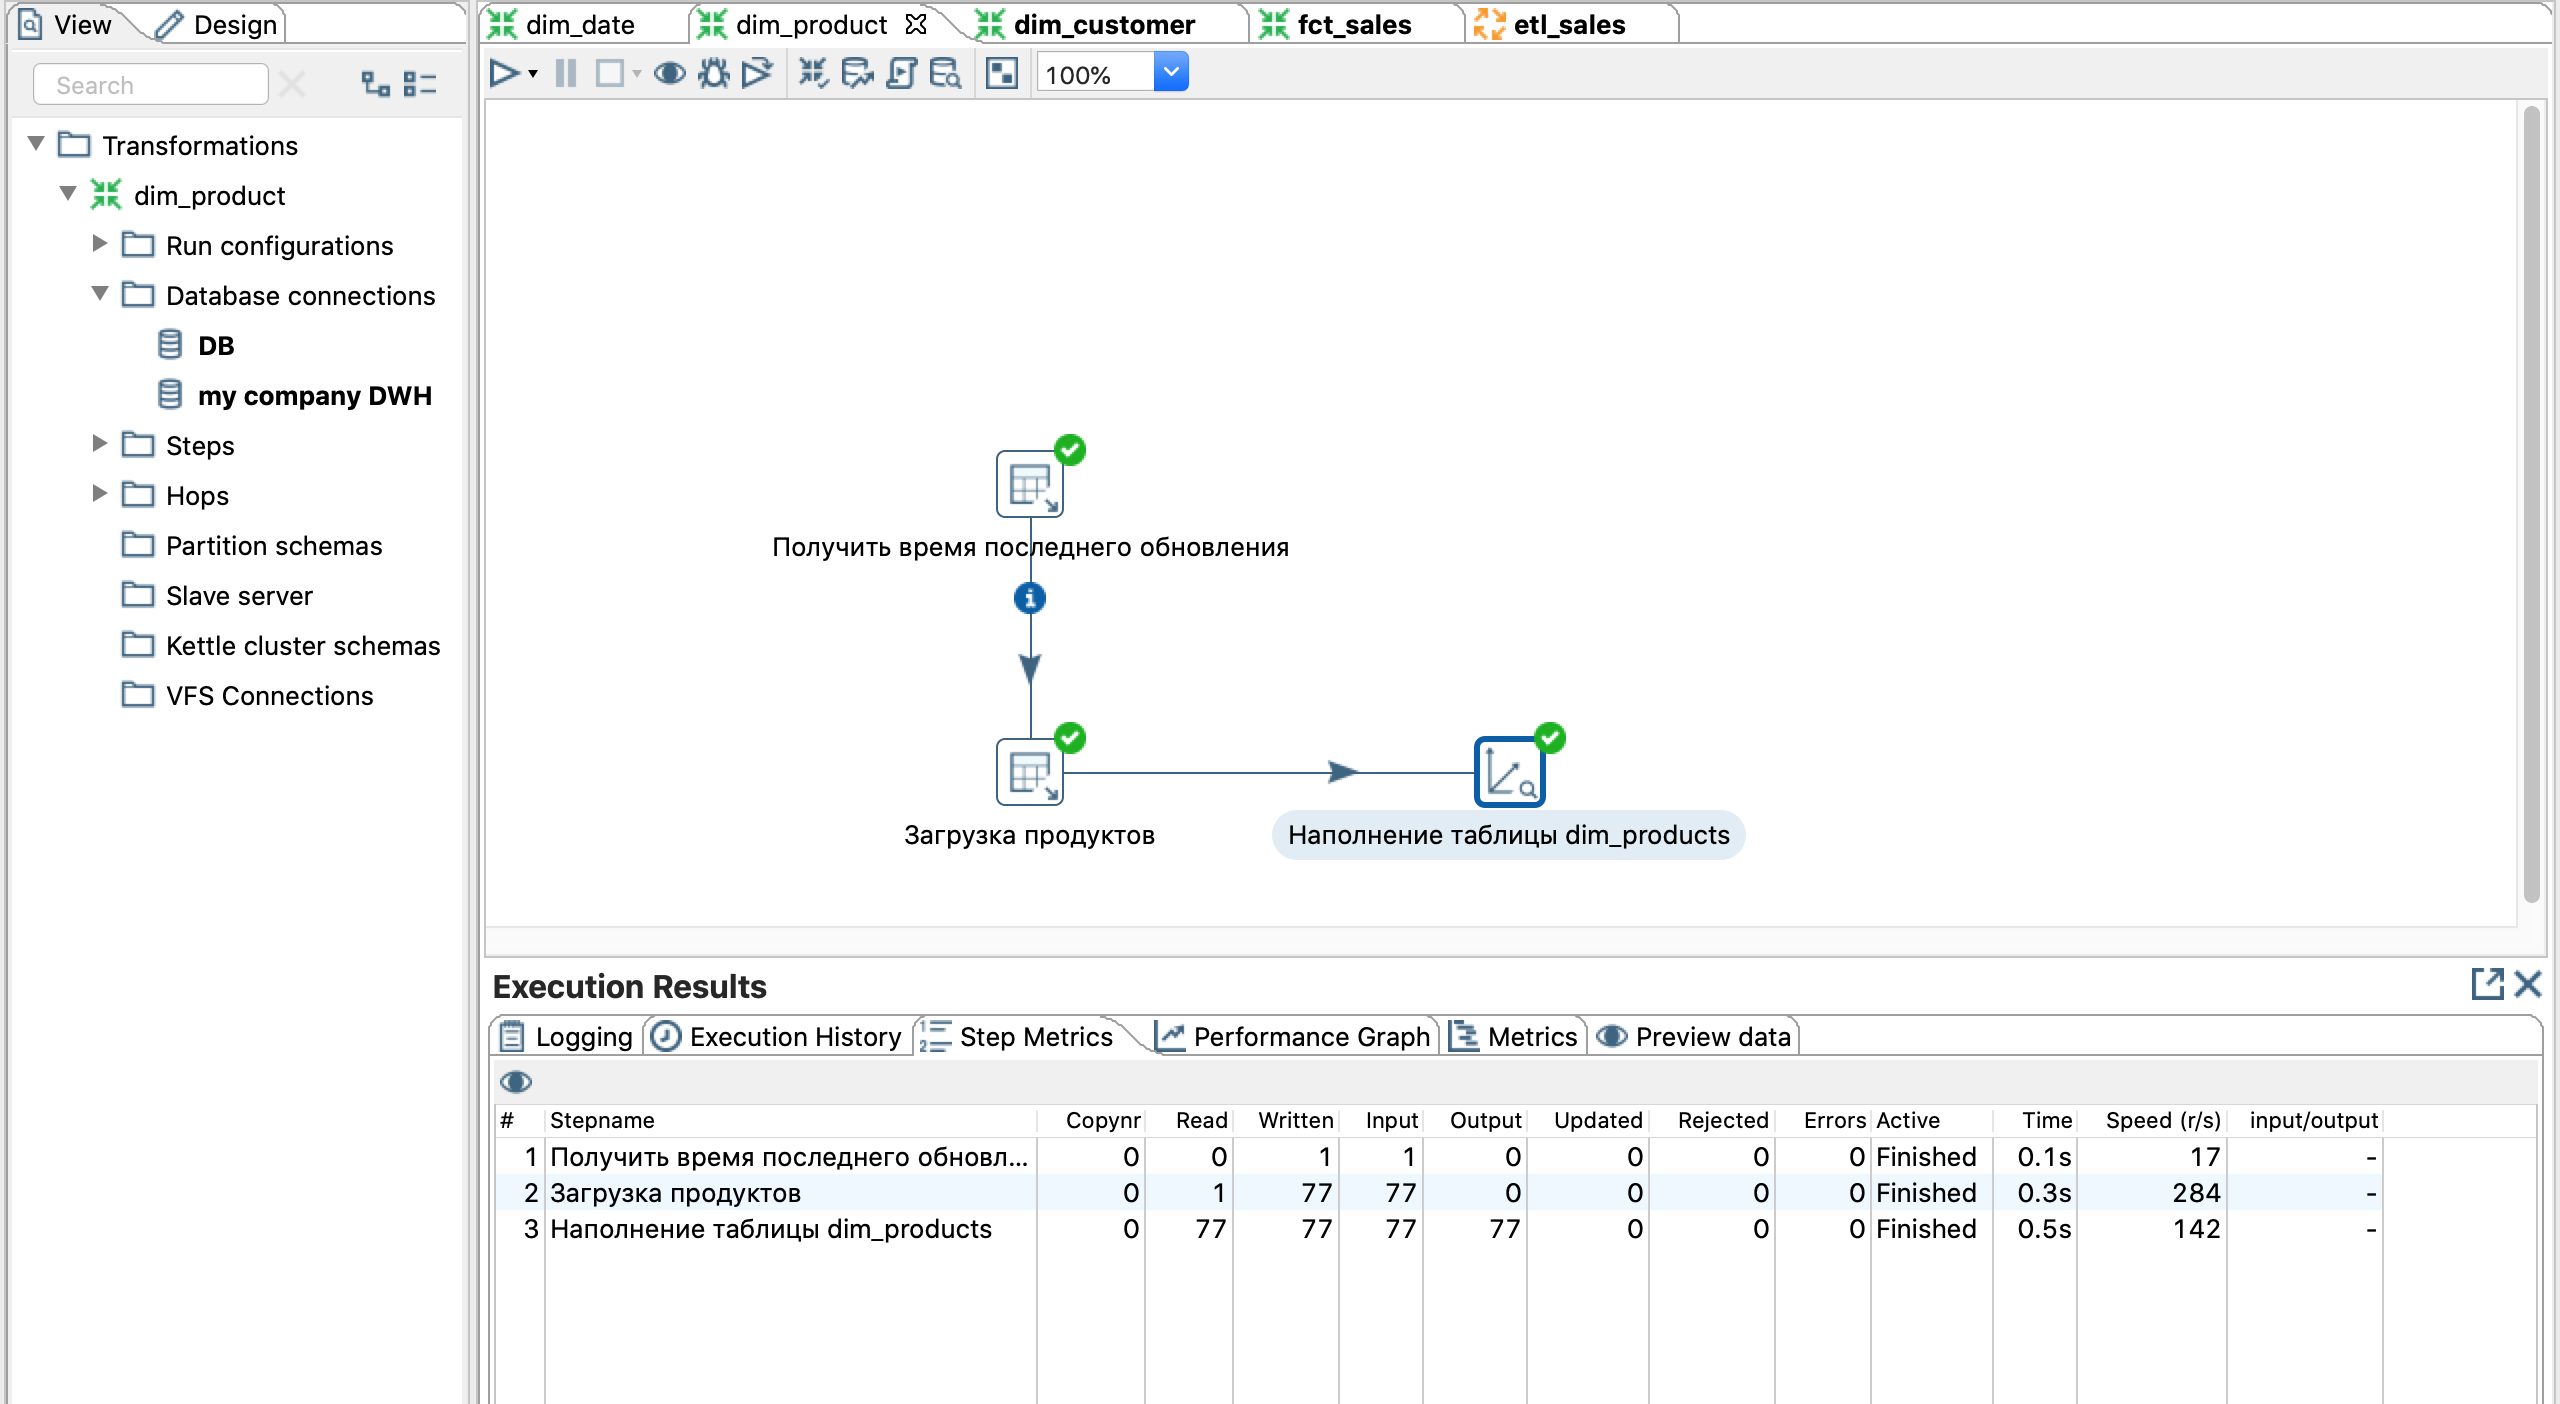 View Design
dim_date dim_product dim_customer fct_sales etl_sales
Search
100%
Transformations
dim_product
Run configurations
Database connections
DB
my company DWH
Steps
Hops
Partition schemas
Slave server
Kettle cluster schemas
VFS Connections
Получить время последнего обновления
Загрузка продуктов
Наполнение таблицы dim_products
Execution Results
Logging Execution History Step Metrics Performance Graph Metrics Preview data
# Stepname Copynr Read Written Input Output Updated Rejected Errors Active Time Speed (r/s) input/output
1 Получить время последнего обновл... 0 0 1 1 0 0 0 0 Finished 0.1s 17 -
2 Загрузка продуктов 0 1 77 77 0 0 0 0 Finished 0.3s 284 -
3 Наполнение таблицы dim_products 0 77 77 77 77 0 0 0 Finished 0.5s 142 -